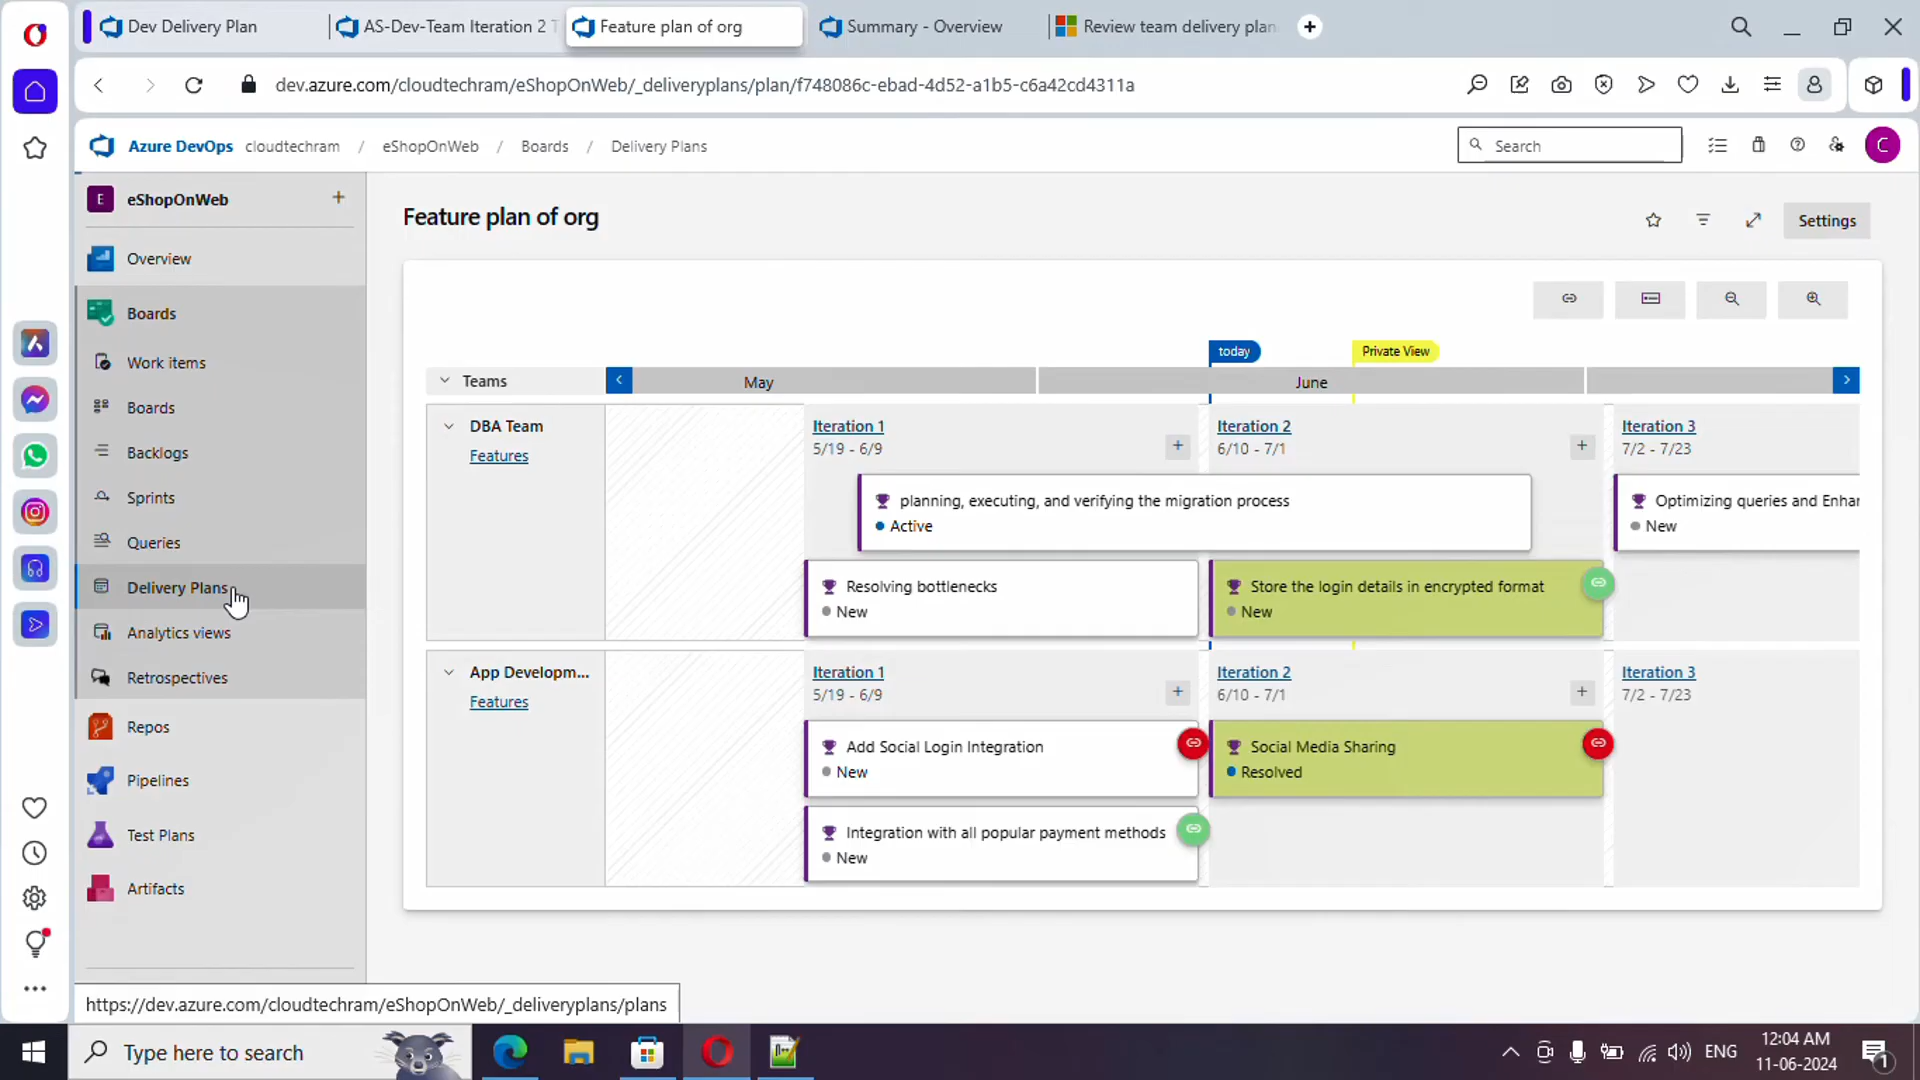 Dev Delivery Plan
AS-Dev-Team Iteration 2 T
Feature plan of org
Summary - Overview
Review team delivery plan
dev.azure.com/cloudtechram/eShopOnWeb/_deliveryplans/plan/f748086c-ebad-4d52-a1b5-c6a42cd4311a
Azure DevOps cloudtechram / eShopOnWeb / Boards / Delivery Plans
Search
C
E eShopOnWeb
Overview
Boards
Work items
Boards
Backlogs
Sprints
Queries
Delivery Plans
Analytics views
Retrospectives
Repos
Pipelines
Test Plans
Artifacts
Feature plan of org
Settings
today
Private View
Teams
May
June
DBA Team
Features
Iteration 1
5/19 - 6/9
Iteration 2
6/10 - 7/1
Iteration 3
7/2 - 7/23
planning, executing, and verifying the migration process
Active
Optimizing queries and Enhar
New
Resolving bottlenecks
New
Store the login details in encrypted format
New
App Developm...
Features
Iteration 1
5/19 - 6/9
Iteration 2
6/10 - 7/1
Iteration 3
7/2 - 7/23
Add Social Login Integration
New
Social Media Sharing
Resolved
Integration with all popular payment methods
New
https://dev.azure.com/cloudtechram/eShopOnWeb/_deliveryplans/plans
Type here to search
ENG
12:04 AM
11-06-2024
1